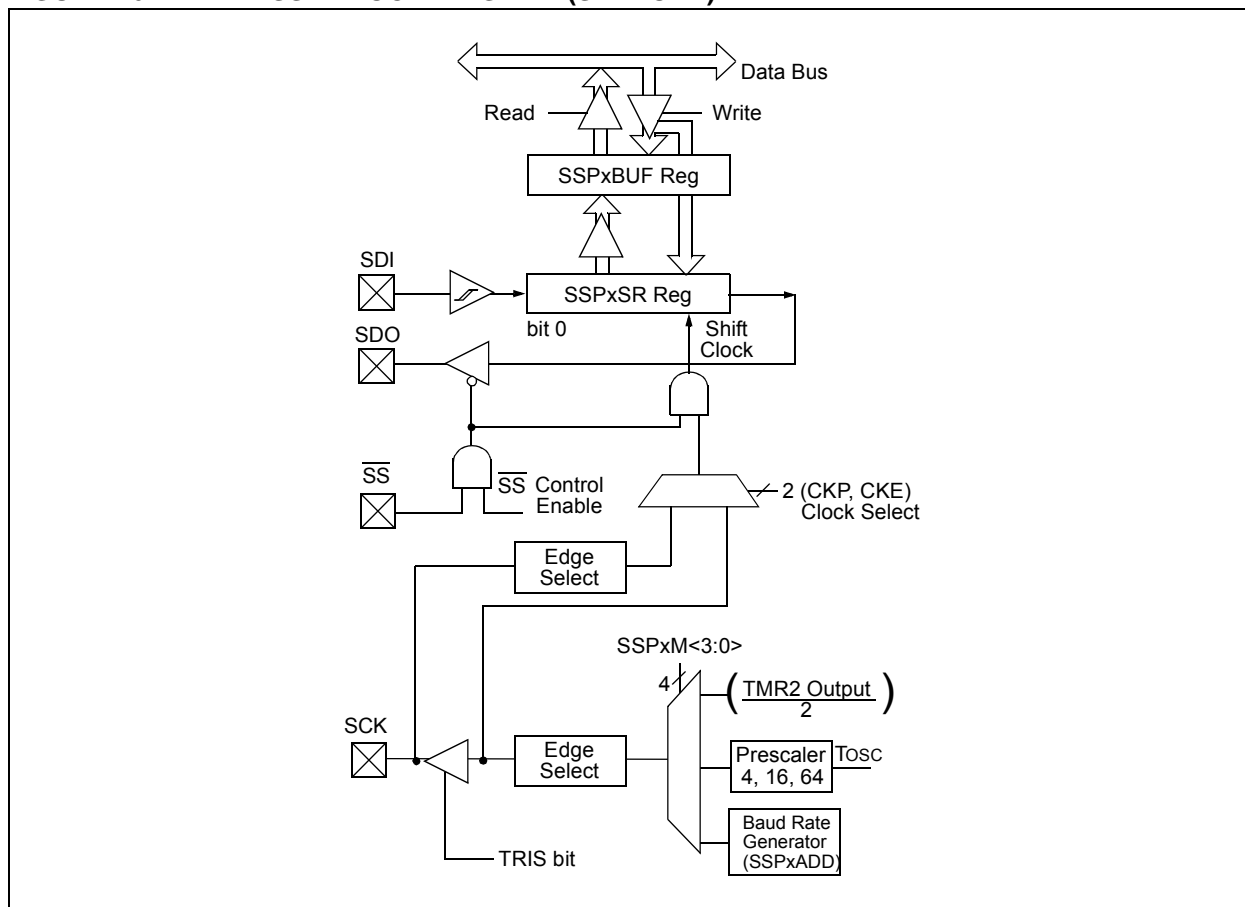 Data Bus
Read
Write
SSPxBUF Reg
SDI
SSPxSR Reg
bit 0
Shift
Clock
SDO
SS
SS Control
Enable
2 (CKP, CKE)
Clock Select
Edge
Select
SSPxM<3:0>
4
(TMR2 Output)
2
SCK
Edge
Select
Prescaler
4, 16, 64
TOSC
Baud Rate
Generator
(SSPxADD)
TRIS bit